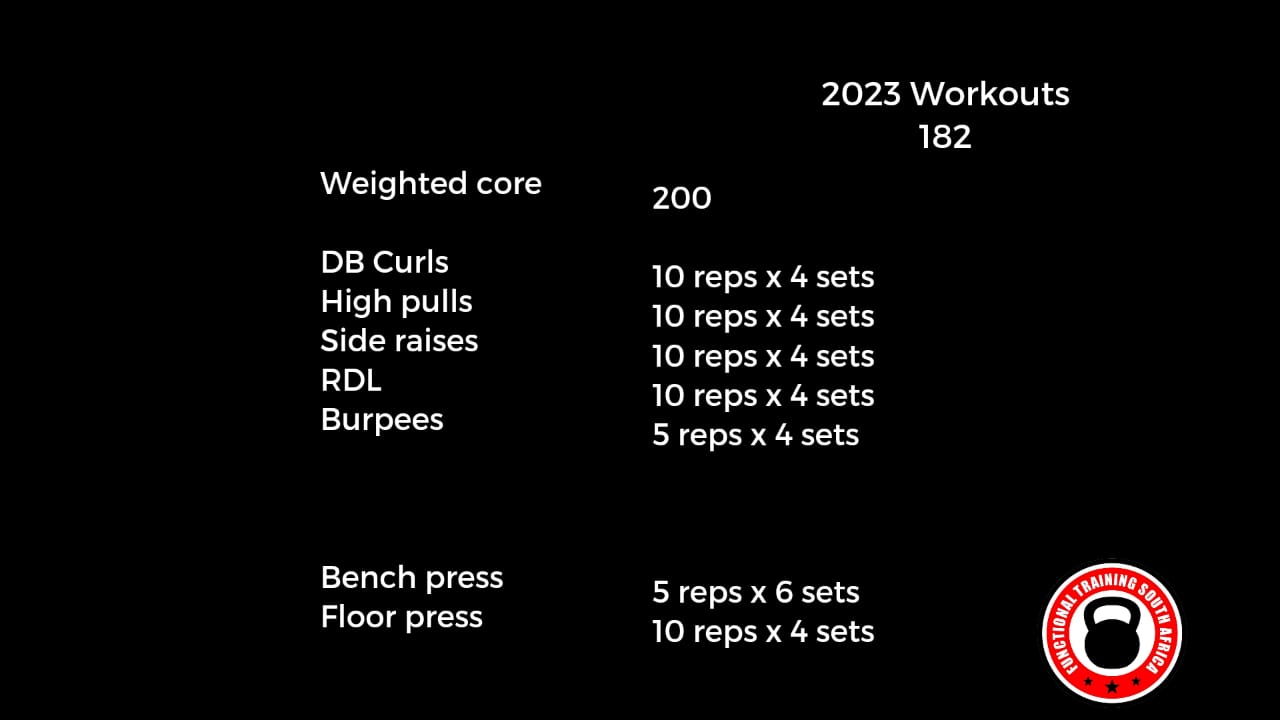 2023 Workouts
182
Weighted core 200
DB Curls 10 reps x 4 sets
High pulls 10 reps x 4 sets
Side raises 10 reps x 4 sets
RDL 10 reps x 4 sets
Burpees 5 reps x 4 sets
Bench press 5 reps x 6 sets
Floor press 10 reps x 4 sets
FUNCTIONAL TRAINING SOUTH AFRICA